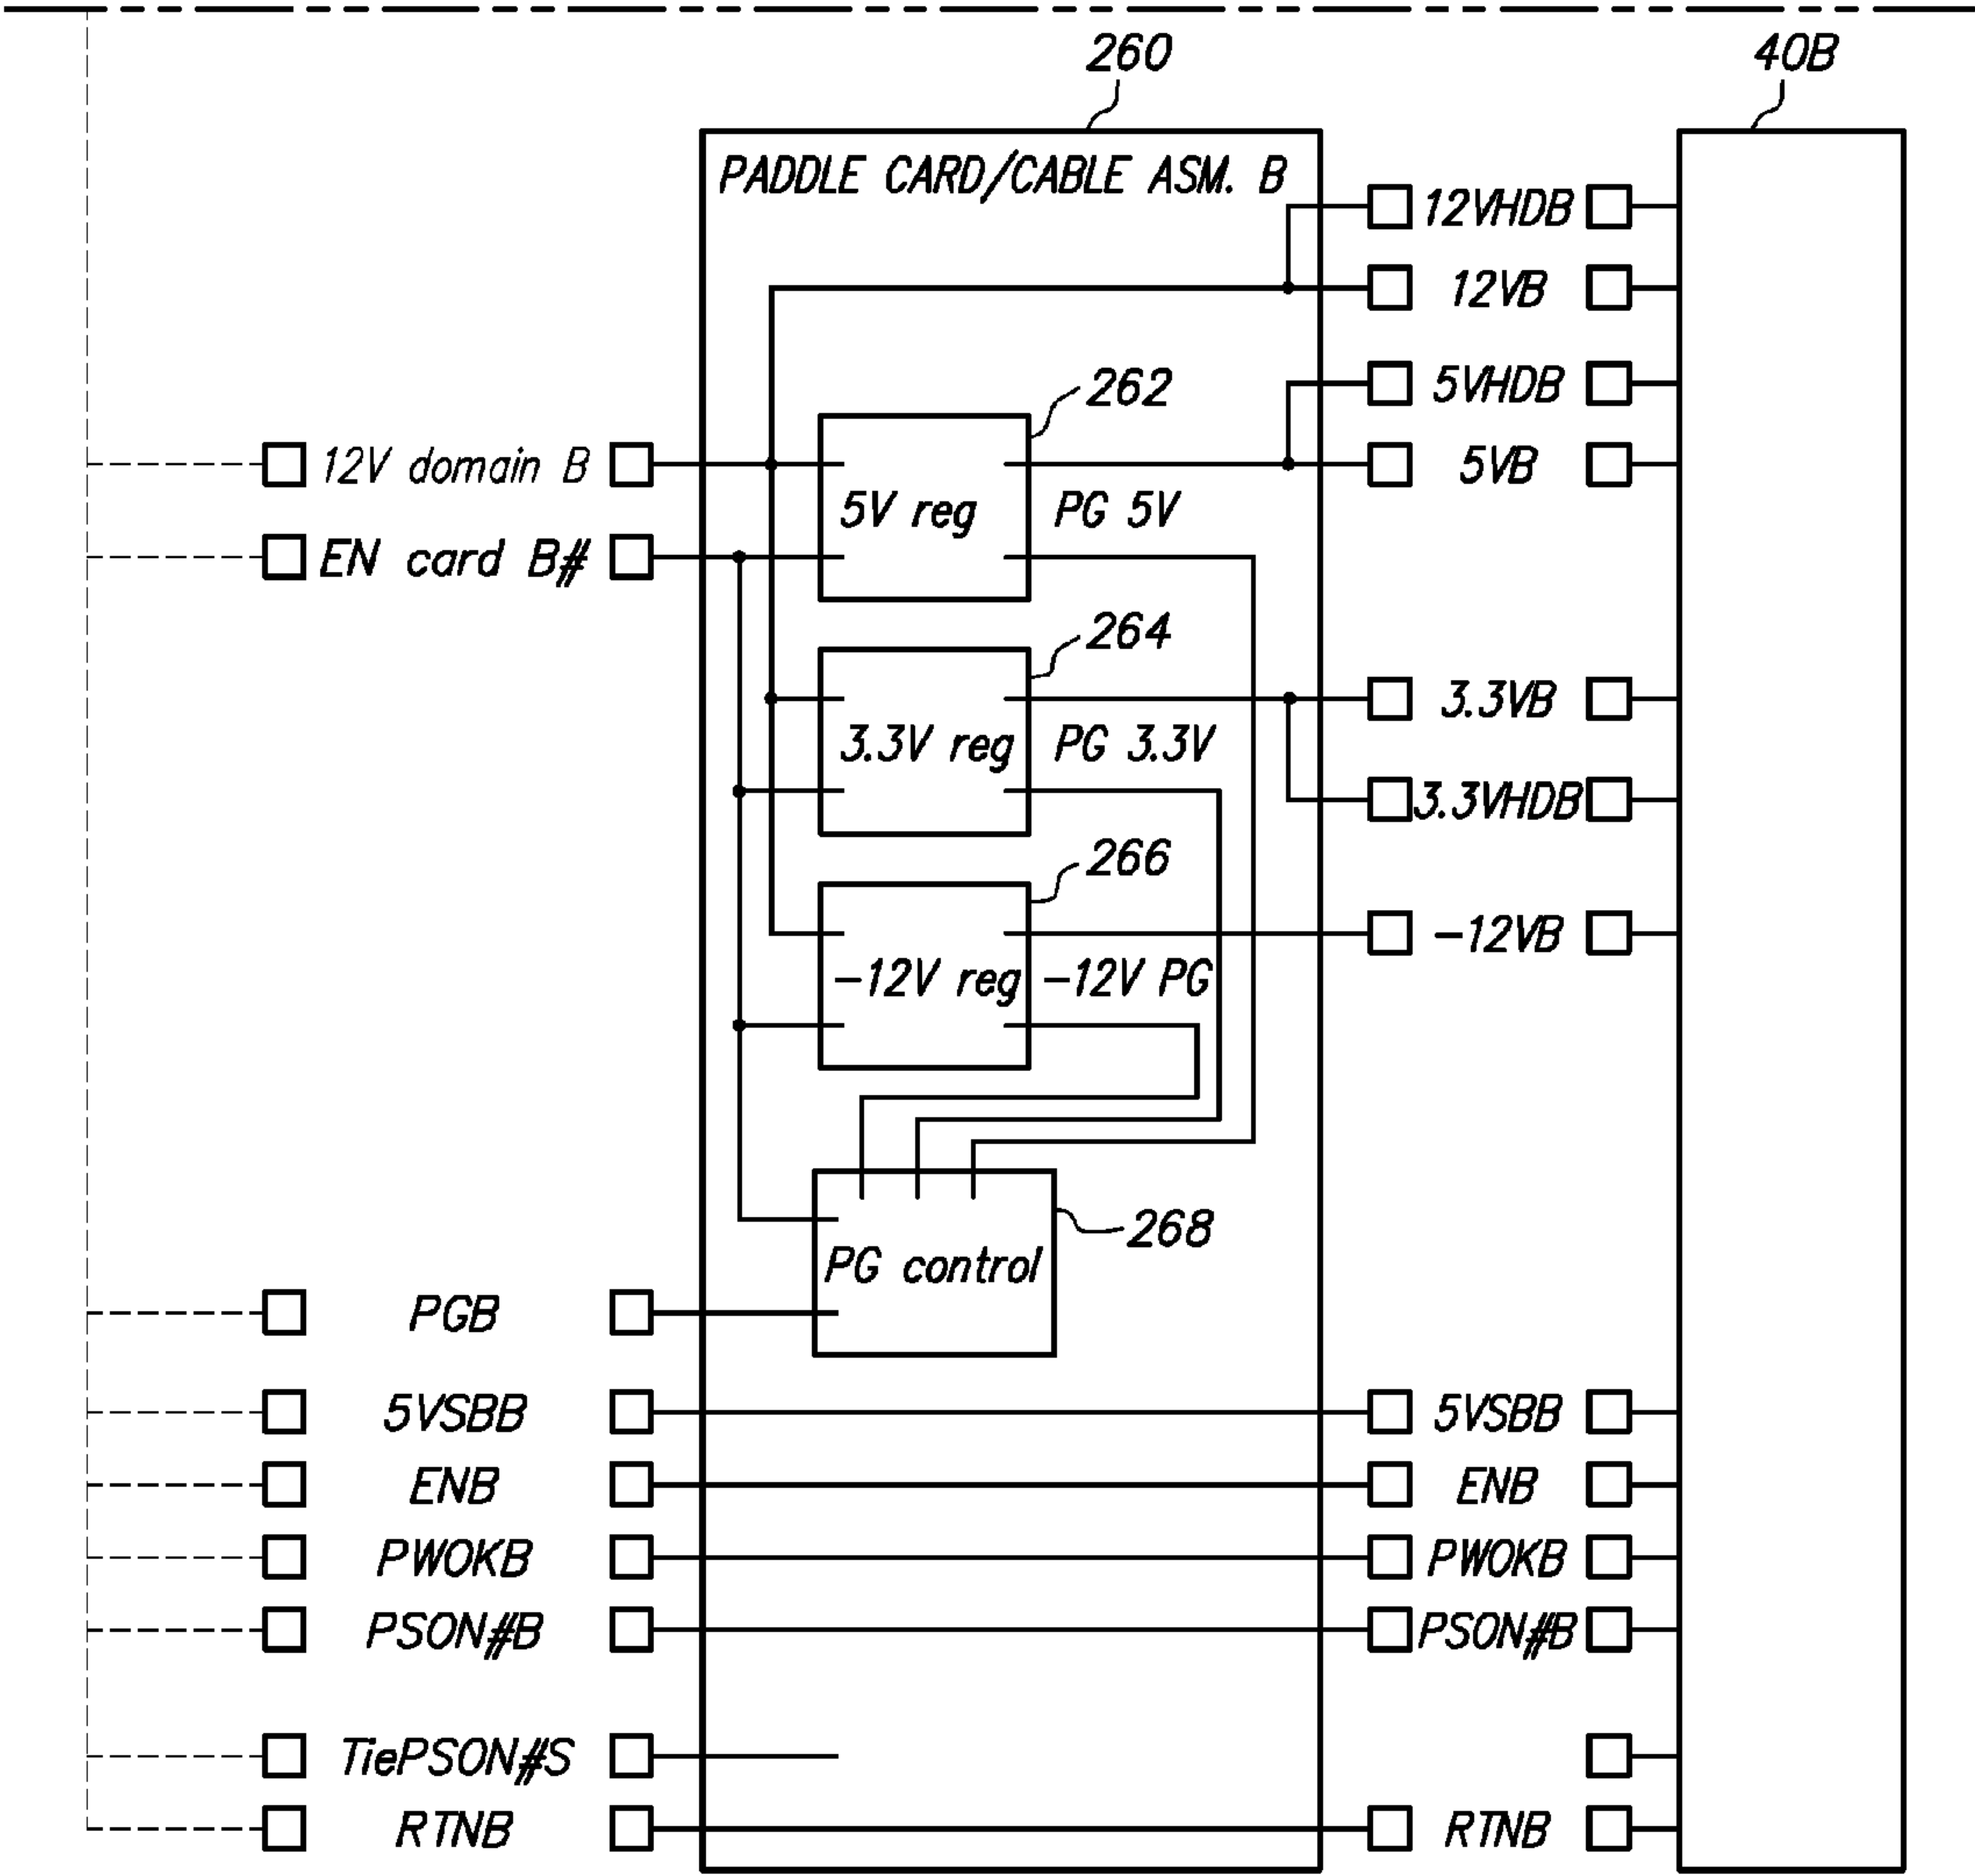 260
40B
PADDLE CARD/CABLE ASM. B
12VHDB
12VB
262
5VHDB
12V domain B
5VB
5V reg
PG 5V
EN card B#
264
3.3VB
3.3V reg
PG 3.3V
3.3VHDB
266
-12VB
-12V reg
-12V PG
268
PG control
PGB
5VSBB
5VSBB
ENB
ENB
PWOKB
PWOKB
PSON#B
PSON#B
TiePSON#S
RTNB
RTNB